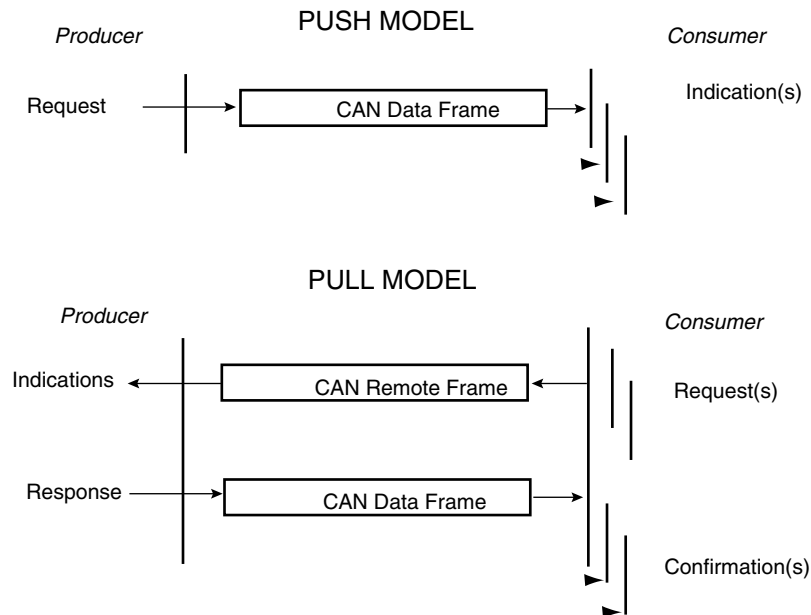 PUSH MODEL
Producer
Consumer
Request
CAN Data Frame
Indication(s)
PULL MODEL
Producer
Consumer
Indications
CAN Remote Frame
Request(s)
Response
CAN Data Frame
Confirmation(s)